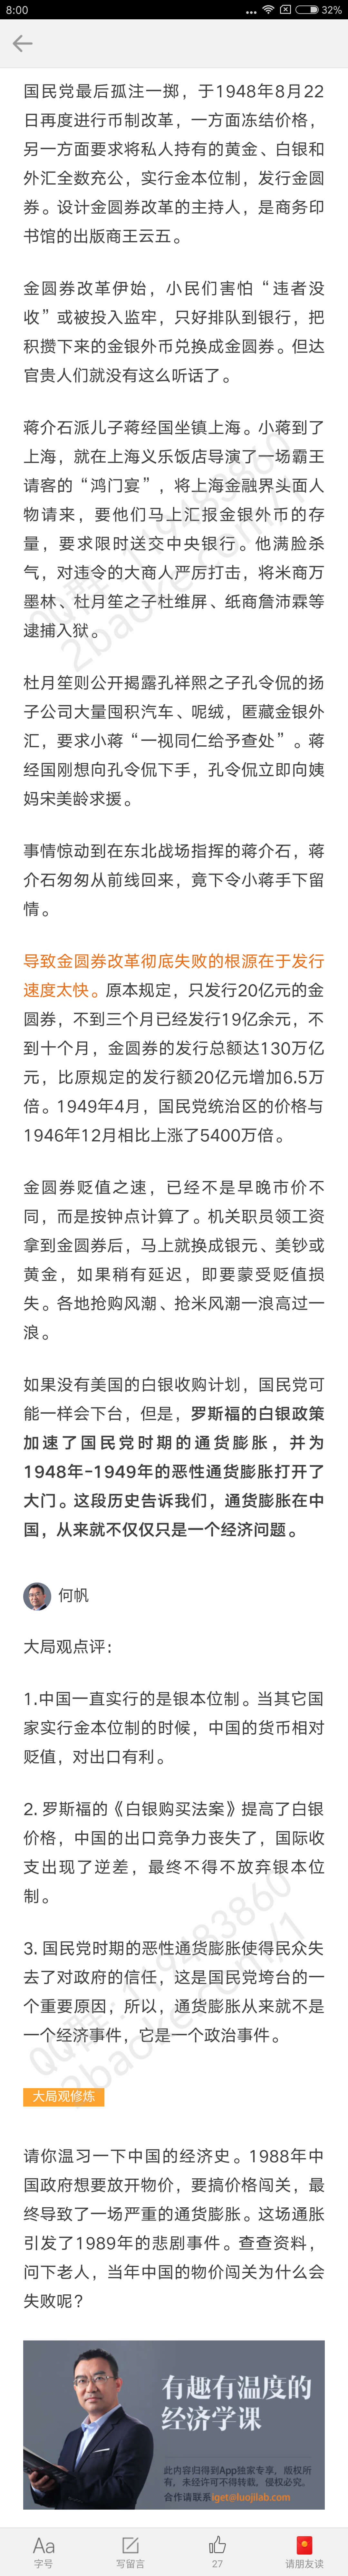 8:00
32%
国民党最后孤注一掷，于1948年8月22
日再度进行币制改革，一方面冻结价格，
另一方面要求将私人持有的黄金、白银和
外汇全数充公，实行金本位制，发行金圆
券。设计金圆券改革的主持人，是商务印
书馆的出版商王云五。
金圆券改革伊始，小民们害怕“违者没
收”或被投入监牢，只好排队到银行，把
积攒下来的金银外币兑换成金圆券。但达
官贵人们就没有这么听话了。
蒋介石派儿子蒋经国坐镇上海。小蒋到了
上海，就在上海义乐饭店导演了一场霸王
请客的“鸿门宴”，将上海金融界头面人
物请来，要他们马上汇报金银外币的存
量，要求限时送交中央银行。他满脸杀
气，对违令的大商人严厉打击，将米商万
墨林、杜月笙之子杜维屏、纸商詹沛霖等
逮捕入狱。
QQ群：119483860
2baoke.com/1
杜月笙则公开揭露孔祥熙之子孔令侃的扬
子公司大量囤积汽车、呢绒，匿藏金银外
汇，要求小蒋“一视同仁给予查处”。蒋
经国刚想向孔令侃下手，孔令侃立即向姨
妈宋美龄求援。
事情惊动到在东北战场指挥的蒋介石，蒋
介石匆匆从前线回来，竟下令小蒋手下留
情。
导致金圆券改革彻底失败的根源在于发行
速度太快。原本规定，只发行20亿元的金
圆券，不到三个月已经发行19亿余元，不
到十个月，金圆券的发行总额达130万亿
元，比原规定的发行额20亿元增加6.5万
倍。1949年4月，国民党统治区的价格与
1946年12月相比上涨了5400万倍。
金圆券贬值之速，已经不是早晚市价不
同，而是按钟点计算了。机关职员领工资
拿到金圆券后，马上就换成银元、美钞或
黄金，如果稍有延迟，即要蒙受贬值损
失。各地抢购风潮、抢米风潮一浪高过一
浪。
如果没有美国的白银收购计划，国民党可
能一样会下台，但是，罗斯福的白银政策
加速了国民党时期的通货膨胀，并为
1948年-1949年的恶性通货膨胀打开了
大门。这段历史告诉我们，通货膨胀在中
国，从来就不仅仅只是一个经济问题。
何帆
大局观点评：
1.中国一直实行的是银本位制。当其它国
家实行金本位制的时候，中国的货币相对
贬值，对出口有利。
2. 罗斯福的《白银购买法案》提高了白银
价格，中国的出口竞争力丧失了，国际收
支出现了逆差，最终不得不放弃银本位
制。
3. 国民党时期的恶性通货膨胀使得民众失
去了对政府的信任，这是国民党垮台的一
个重要原因，所以，通货膨胀从来就不是
一个经济事件，它是一个政治事件。
QQ群：119483860
2baoke.com/1
大局观修炼
请你温习一下中国的经济史。1988年中
国政府想要放开物价，要搞价格闯关，最
终导致了一场严重的通货膨胀。这场通胀
引发了1989年的悲剧事件。查查资料，
问下老人，当年中国的物价闯关为什么会
失败呢？
有趣有温度的
经济学课
此内容归得到App独家专享，版权所
有，未经许可不得转载，侵权必究。
合作请联系iget@luojilab.com
Aa
字号
写留言
27
请朋友读